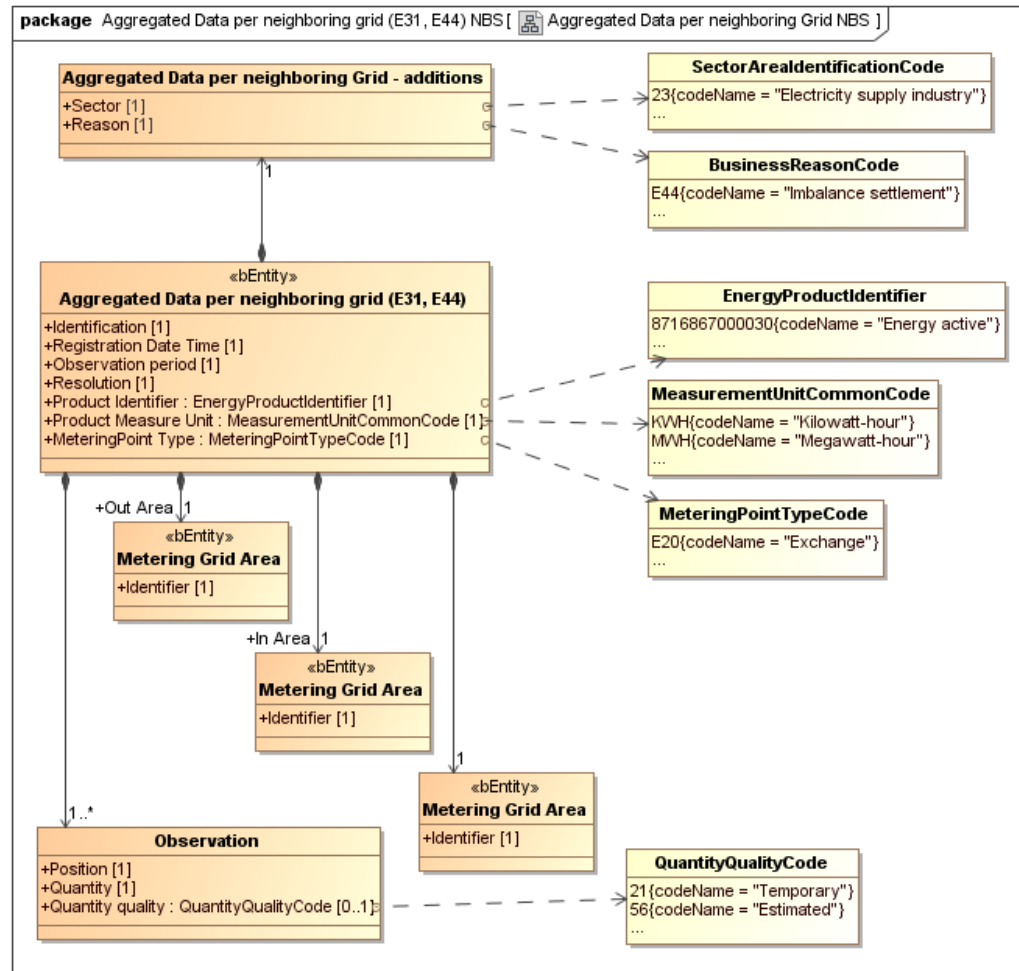 package Aggregated Data per neighboring grid (E31, E44) NBS [ Aggregated Data per neighboring Grid NBS ]
Aggregated Data per neighboring Grid - additions
+Sector [1]
+Reason [1]
SectorAreaIdentificationCode
23{codeName = "Electricity supply industry"}
...
BusinessReasonCode
E44{codeName = "Imbalance settlement"}
...
1
«bEntity»
Aggregated Data per neighboring grid (E31, E44)
+Identification [1]
+Registration Date Time [1]
+Observation period [1]
+Resolution [1]
+Product Identifier : EnergyProductIdentifier [1]
+Product Measure Unit : MeasurementUnitCommonCode [1]
+MeteringPoint Type : MeteringPointTypeCode [1]
EnergyProductIdentifier
8716867000030{codeName = "Energy active"}
...
MeasurementUnitCommonCode
KWH{codeName = "Kilowatt-hour"}
MWH{codeName = "Megawatt-hour"}
...
MeteringPointTypeCode
E20{codeName = "Exchange"}
...
+Out Area 1
«bEntity»
Metering Grid Area
+Identifier [1]
+In Area 1
«bEntity»
Metering Grid Area
+Identifier [1]
1
«bEntity»
Metering Grid Area
+Identifier [1]
1..*
Observation
+Position [1]
+Quantity [1]
+Quantity quality : QuantityQualityCode [0..1]
QuantityQualityCode
21{codeName = "Temporary"}
56{codeName = "Estimated"}
...